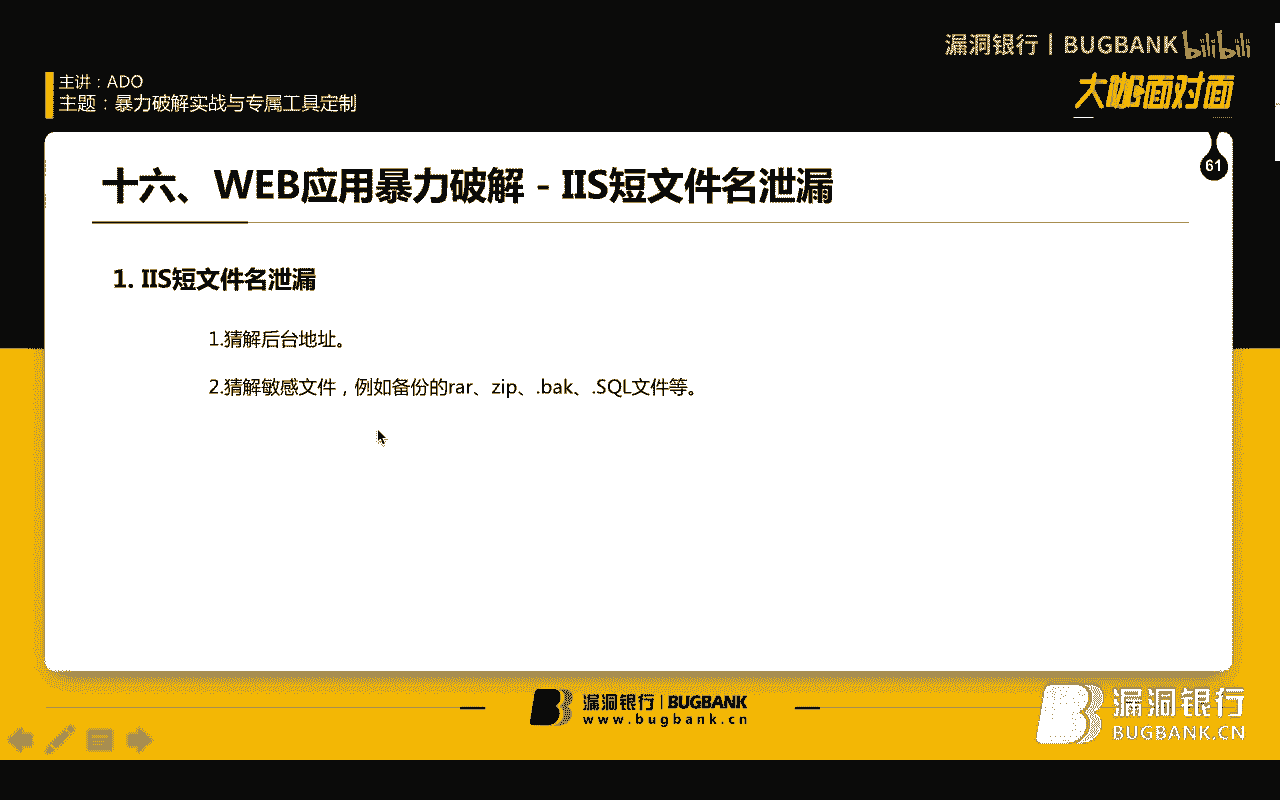 漏洞银行 | BUGBANK bilibili
主讲：ADO
主题：暴力破解实战与专属工具定制
大咖面对面
61
十六、WEB应用暴力破解 - IIS短文件名泄漏
1. IIS短文件名泄漏
1.猜解后台地址。
2.猜解敏感文件，例如备份的rar、zip、.bak、.SQL文件等。
漏洞银行 | BUGBANK
www.bugbank.cn
漏洞银行
BUGBANK.CN